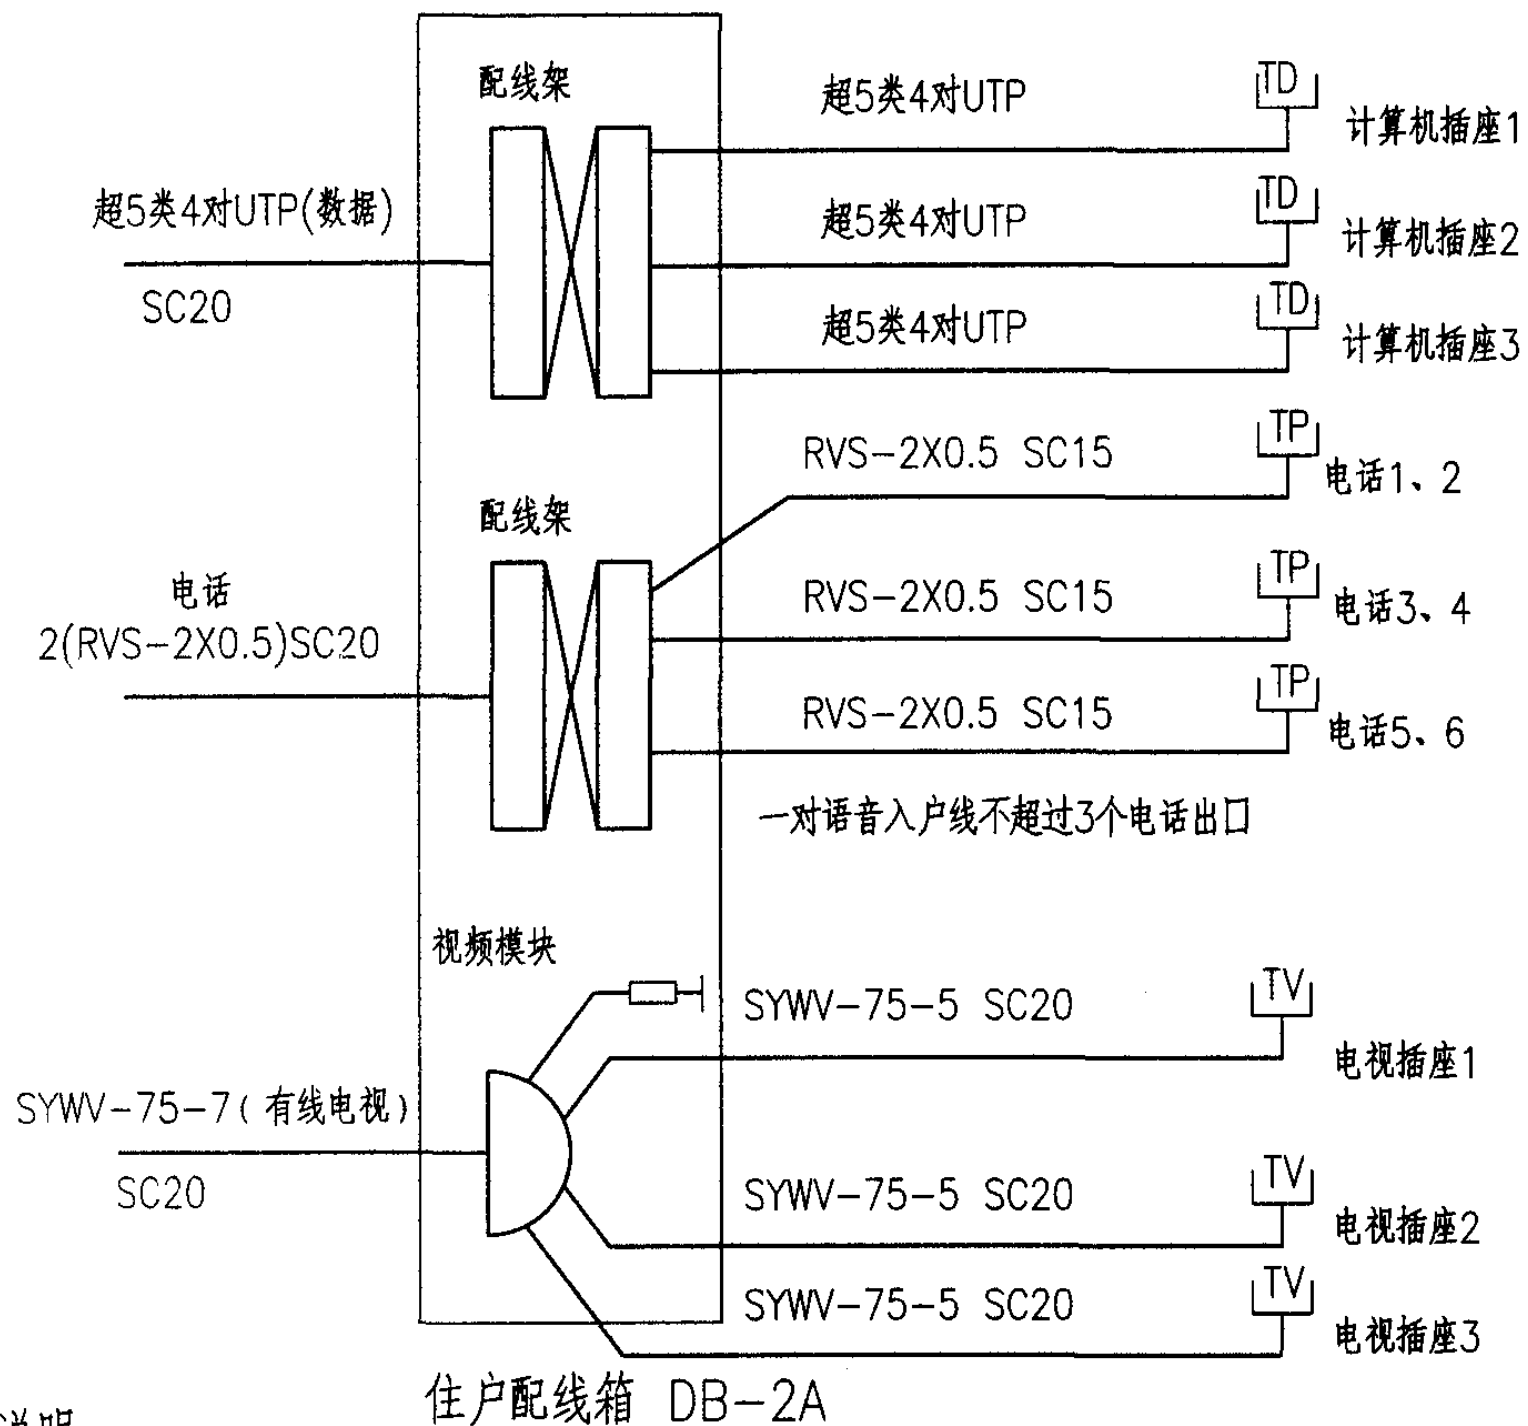 配线架
超5类4对UTP
TD
计算机插座1
超5类4对UTP(数据)
SC20
超5类4对UTP
TD
计算机插座2
超5类4对UTP
TD
计算机插座3
配线架
电话
2(RVS-2X0.5)SC20
RVS-2X0.5 SC15
TP
电话1、2
RVS-2X0.5 SC15
TP
电话3、4
RVS-2X0.5 SC15
TP
电话5、6
一对语音入户线不超过3个电话出口
视频模块
SYWV-75-7(有线电视)
SC20
SYWV-75-5 SC20
TV
电视插座1
SYWV-75-5 SC20
TV
电视插座2
SYWV-75-5 SC20
TV
电视插座3
住户配线箱 DB-2A